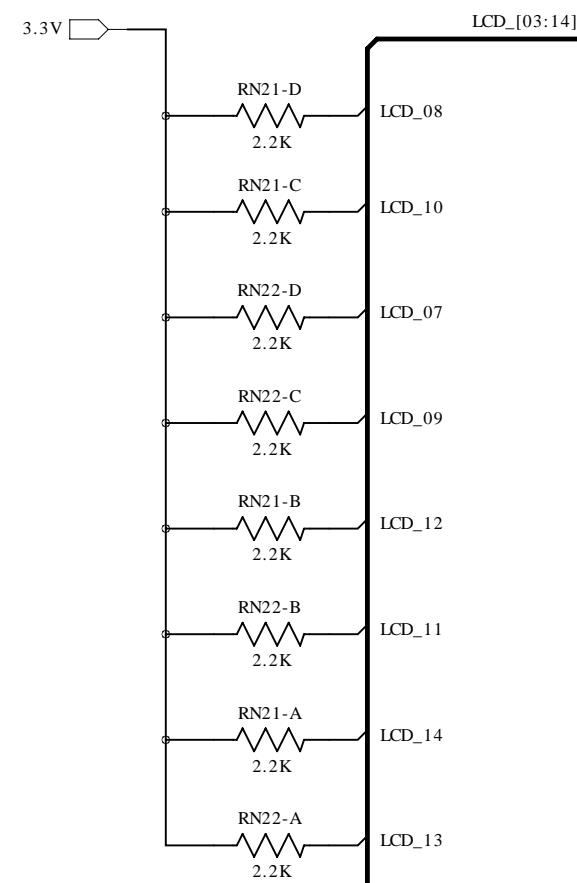 LCD_[03:14]
3.3V
RN21-D
LCD_08
2.2K
RN21-C
LCD_10
2.2K
RN22-D
LCD_07
2.2K
RN22-C
LCD_09
2.2K
RN21-B
LCD_12
2.2K
RN22-B
LCD_11
2.2K
RN21-A
LCD_14
2.2K
RN22-A
LCD_13
2.2K